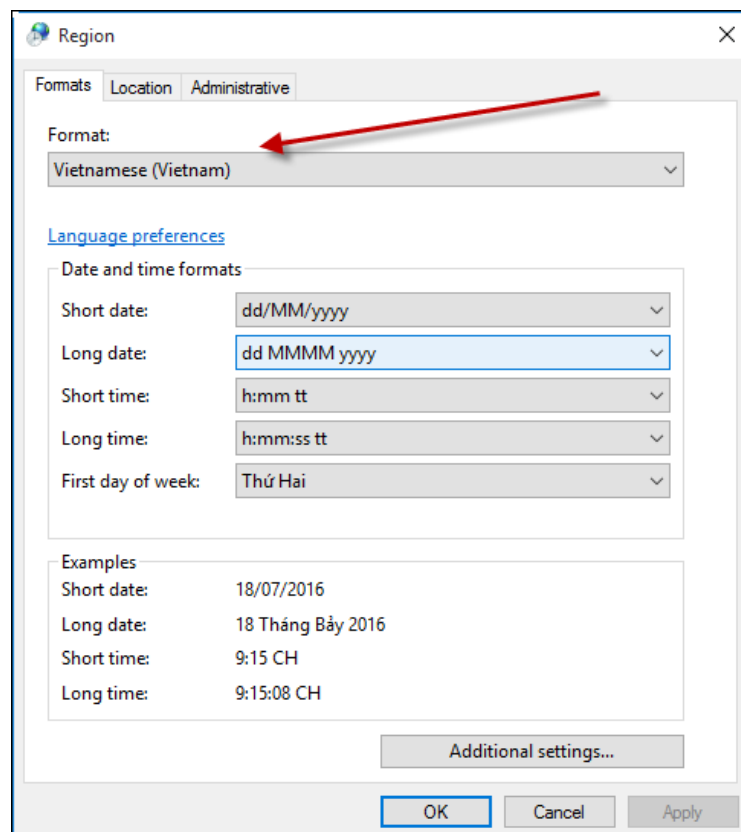 Region
Formats Location Administrative
Format:
Vietnamese (Vietnam)
Language preferences
Date and time formats
Short date: dd/MM/yyyy
Long date: dd MMMM yyyy
Short time: h:mm tt
Long time: h:mm:ss tt
First day of week: Thứ Hai
Examples
Short date: 18/07/2016
Long date: 18 Tháng Bảy 2016
Short time: 9:15 CH
Long time: 9:15:08 CH
Additional settings...
OK Cancel Apply